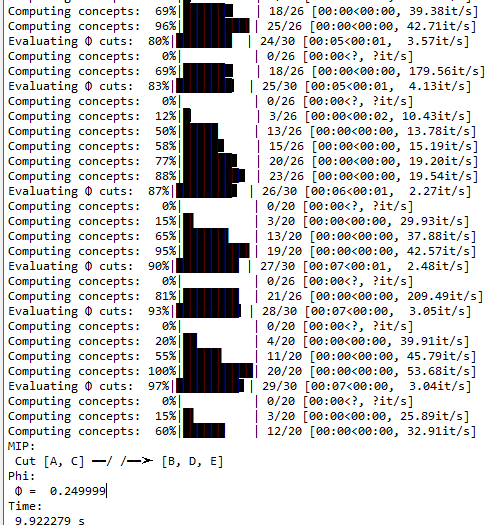 Computing concepts:  69%|          | 18/26 [00:00<00:00, 39.38it/s]
Computing concepts:  96%|          | 25/26 [00:00<00:00, 42.71it/s]
Evaluating Φ cuts:  80%|          | 24/30 [00:05<00:01,  3.57it/s]
Computing concepts:   0%|          | 0/26 [00:00<?, ?it/s]
Computing concepts:  69%|          | 18/26 [00:00<00:00, 179.56it/s]
Evaluating Φ cuts:  83%|          | 25/30 [00:05<00:01,  4.13it/s]
Computing concepts:   0%|          | 0/26 [00:00<?, ?it/s]
Computing concepts:  12%|          | 3/26 [00:00<00:02, 10.43it/s]
Computing concepts:  50%|          | 13/26 [00:00<00:00, 13.78it/s]
Computing concepts:  58%|          | 15/26 [00:00<00:00, 15.19it/s]
Computing concepts:  77%|          | 20/26 [00:00<00:00, 19.20it/s]
Computing concepts:  88%|          | 23/26 [00:00<00:00, 19.54it/s]
Evaluating Φ cuts:  87%|          | 26/30 [00:06<00:01,  2.27it/s]
Computing concepts:   0%|          | 0/20 [00:00<?, ?it/s]
Computing concepts:  15%|          | 3/20 [00:00<00:00, 29.93it/s]
Computing concepts:  65%|          | 13/20 [00:00<00:00, 37.88it/s]
Computing concepts:  95%|          | 19/20 [00:00<00:00, 42.57it/s]
Evaluating Φ cuts:  90%|          | 27/30 [00:07<00:01,  2.48it/s]
Computing concepts:   0%|          | 0/26 [00:00<?, ?it/s]
Computing concepts:  81%|          | 21/26 [00:00<00:00, 209.49it/s]
Evaluating Φ cuts:  93%|          | 28/30 [00:07<00:00,  3.05it/s]
Computing concepts:   0%|          | 0/20 [00:00<?, ?it/s]
Computing concepts:  20%|          | 4/20 [00:00<00:00, 39.91it/s]
Computing concepts:  55%|          | 11/20 [00:00<00:00, 45.79it/s]
Computing concepts: 100%|          | 20/20 [00:00<00:00, 53.68it/s]
Evaluating Φ cuts:  97%|          | 29/30 [00:07<00:00,  3.04it/s]
Computing concepts:   0%|          | 0/20 [00:00<?, ?it/s]
Computing concepts:  15%|          | 3/20 [00:00<00:00, 25.89it/s]
Computing concepts:  60%|          | 12/20 [00:00<00:00, 32.91it/s]
MIP:
Cut [A, C] ━━/ /━━➤ [B, D, E]
Phi:
Φ =  0.249999
Time:
9.922279 s